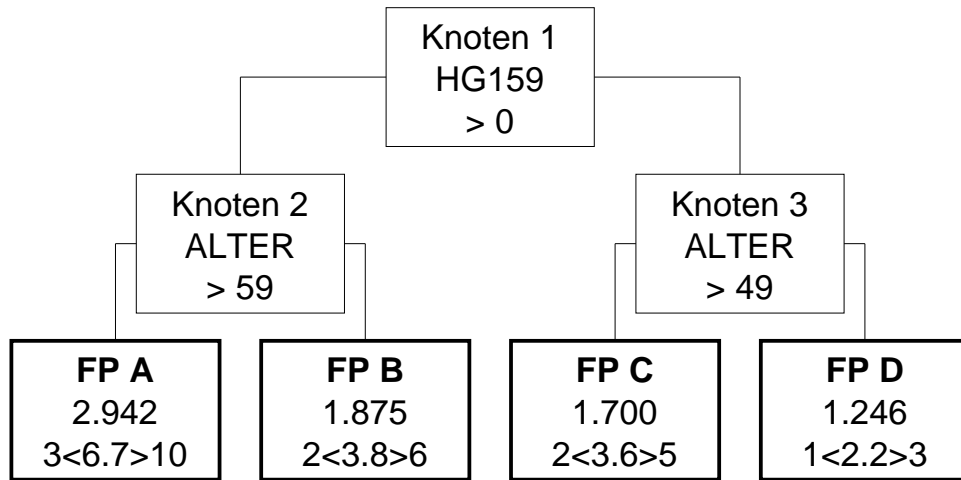 Knoten 1
HG159
> 0
Knoten 2
ALTER
> 59
Knoten 3
ALTER
> 49
FP A
2.942
3<6.7>10
FP B
1.875
2<3.8>6
FP C
1.700
2<3.6>5
FP D
1.246
1<2.2>3